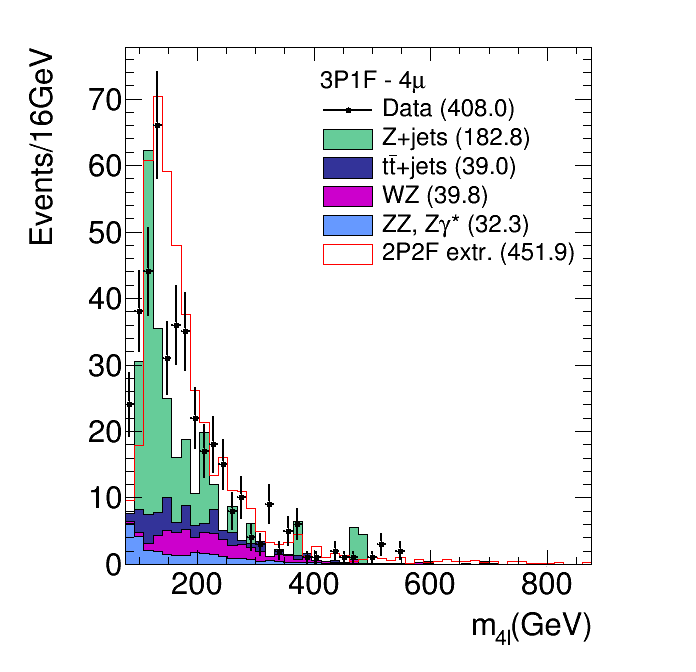 Events/16GeV
3P1F - 4μ
Data (408.0)
Z+jets (182.8)
tt̄+jets (39.0)
WZ (39.8)
ZZ, Zγ* (32.3)
2P2F extr. (451.9)
70
60
50
40
30
20
10
0
200 400 600 800
m4l(GeV)